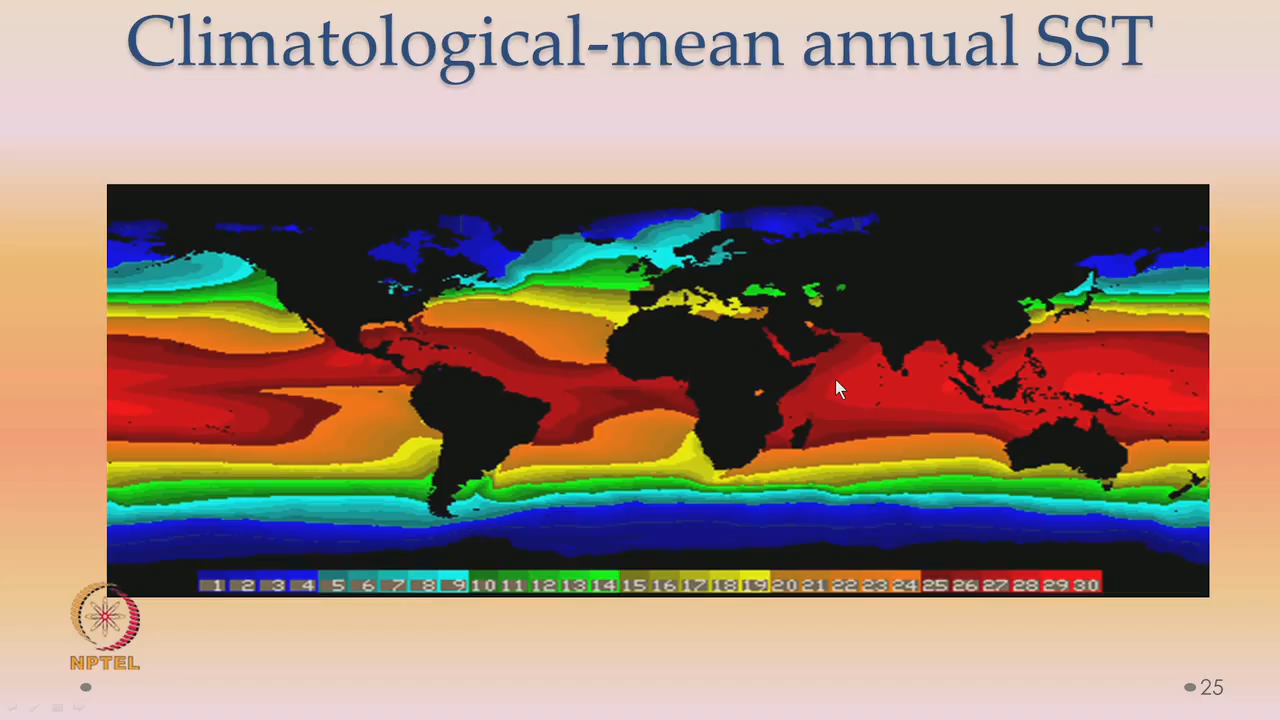 Climatological-mean annual SST
1 2 3 4 5 6 7 8 9 10 11 12 13 14 15 16 17 18 19 20 21 22 23 24 25 26 27 28 29 30
NPTEL
25